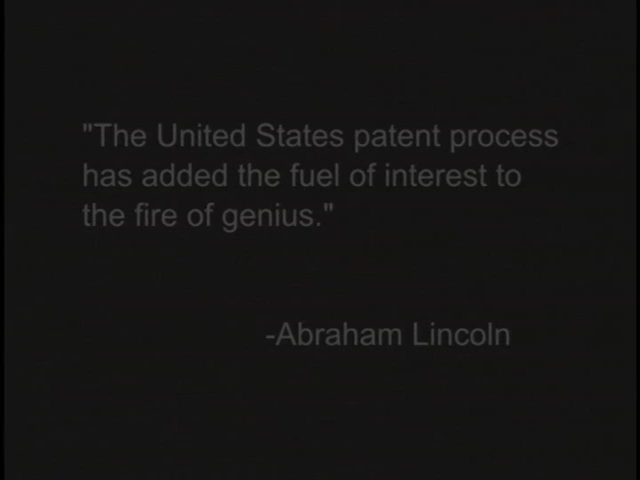 "The United States patent process
has added the fuel of interest to
the fire of genius."
-Abraham Lincoln